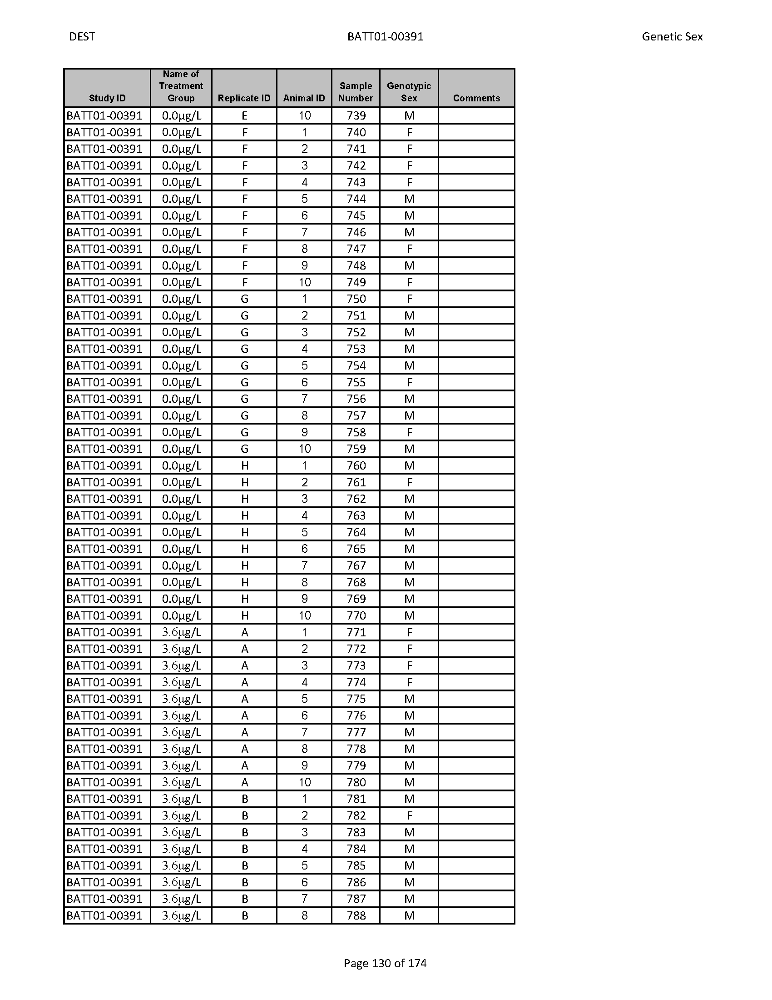 DEST BATT01-00391 Genetic Sex
Study ID Name of Treatment Group Replicate ID Animal ID Sample Number Genotypic Sex Comments
BATT01-00391 0.0µg/L E 10 739 M
BATT01-00391 0.0µg/L F 1 740 F
BATT01-00391 0.0µg/L F 2 741 F
BATT01-00391 0.0µg/L F 3 742 F
BATT01-00391 0.0µg/L F 4 743 F
BATT01-00391 0.0µg/L F 5 744 M
BATT01-00391 0.0µg/L F 6 745 M
BATT01-00391 0.0µg/L F 7 746 M
BATT01-00391 0.0µg/L F 8 747 F
BATT01-00391 0.0µg/L F 9 748 M
BATT01-00391 0.0µg/L F 10 749 F
BATT01-00391 0.0µg/L G 1 750 F
BATT01-00391 0.0µg/L G 2 751 M
BATT01-00391 0.0µg/L G 3 752 M
BATT01-00391 0.0µg/L G 4 753 M
BATT01-00391 0.0µg/L G 5 754 M
BATT01-00391 0.0µg/L G 6 755 F
BATT01-00391 0.0µg/L G 7 756 M
BATT01-00391 0.0µg/L G 8 757 M
BATT01-00391 0.0µg/L G 9 758 F
BATT01-00391 0.0µg/L G 10 759 M
BATT01-00391 0.0µg/L H 1 760 M
BATT01-00391 0.0µg/L H 2 761 F
BATT01-00391 0.0µg/L H 3 762 M
BATT01-00391 0.0µg/L H 4 763 M
BATT01-00391 0.0µg/L H 5 764 M
BATT01-00391 0.0µg/L H 6 765 M
BATT01-00391 0.0µg/L H 7 767 M
BATT01-00391 0.0µg/L H 8 768 M
BATT01-00391 0.0µg/L H 9 769 M
BATT01-00391 0.0µg/L H 10 770 M
BATT01-00391 3.6µg/L A 1 771 F
BATT01-00391 3.6µg/L A 2 772 F
BATT01-00391 3.6µg/L A 3 773 F
BATT01-00391 3.6µg/L A 4 774 F
BATT01-00391 3.6µg/L A 5 775 M
BATT01-00391 3.6µg/L A 6 776 M
BATT01-00391 3.6µg/L A 7 777 M
BATT01-00391 3.6µg/L A 8 778 M
BATT01-00391 3.6µg/L A 9 779 M
BATT01-00391 3.6µg/L A 10 780 M
BATT01-00391 3.6µg/L B 1 781 M
BATT01-00391 3.6µg/L B 2 782 F
BATT01-00391 3.6µg/L B 3 783 M
BATT01-00391 3.6µg/L B 4 784 M
BATT01-00391 3.6µg/L B 5 785 M
BATT01-00391 3.6µg/L B 6 786 M
BATT01-00391 3.6µg/L B 7 787 M
BATT01-00391 3.6µg/L B 8 788 M
Page 130 of 174